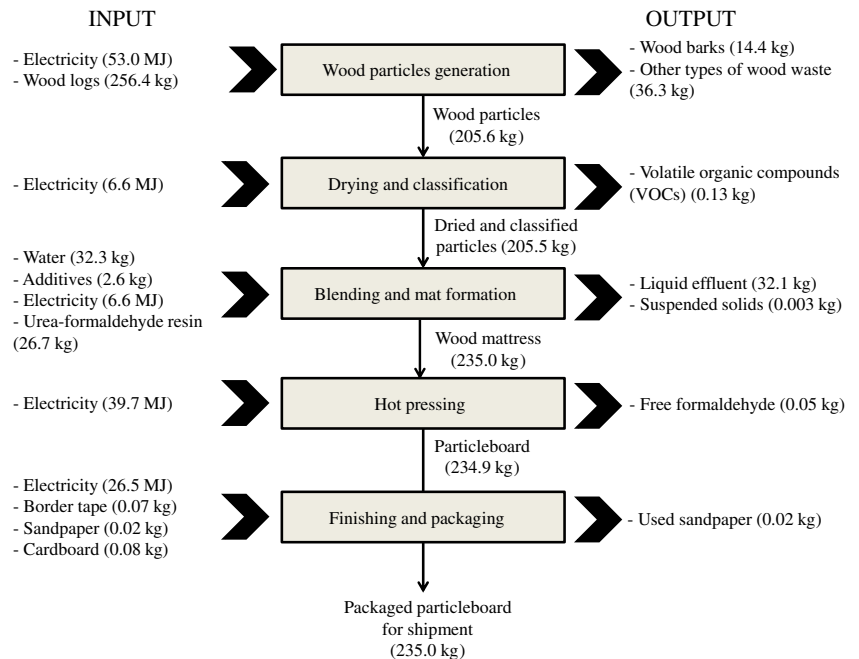 INPUT
OUTPUT
- Electricity (53.0 MJ)
- Wood logs (256.4 kg)
Wood particles generation
- Wood barks (14.4 kg)
- Other types of wood waste
(36.3 kg)
Wood particles
(205.6 kg)
- Electricity (6.6 MJ)
Drying and classification
- Volatile organic compounds
(VOCs) (0.13 kg)
Dried and classified
particles (205.5 kg)
- Water (32.3 kg)
- Additives (2.6 kg)
- Electricity (6.6 MJ)
- Urea-formaldehyde resin
(26.7 kg)
Blending and mat formation
- Liquid effluent (32.1 kg)
- Suspended solids (0.003 kg)
Wood mattress
(235.0 kg)
- Electricity (39.7 MJ)
Hot pressing
- Free formaldehyde (0.05 kg)
Particleboard
(234.9 kg)
- Electricity (26.5 MJ)
- Border tape (0.07 kg)
- Sandpaper (0.02 kg)
- Cardboard (0.08 kg)
Finishing and packaging
- Used sandpaper (0.02 kg)
Packaged particleboard
for shipment
(235.0 kg)